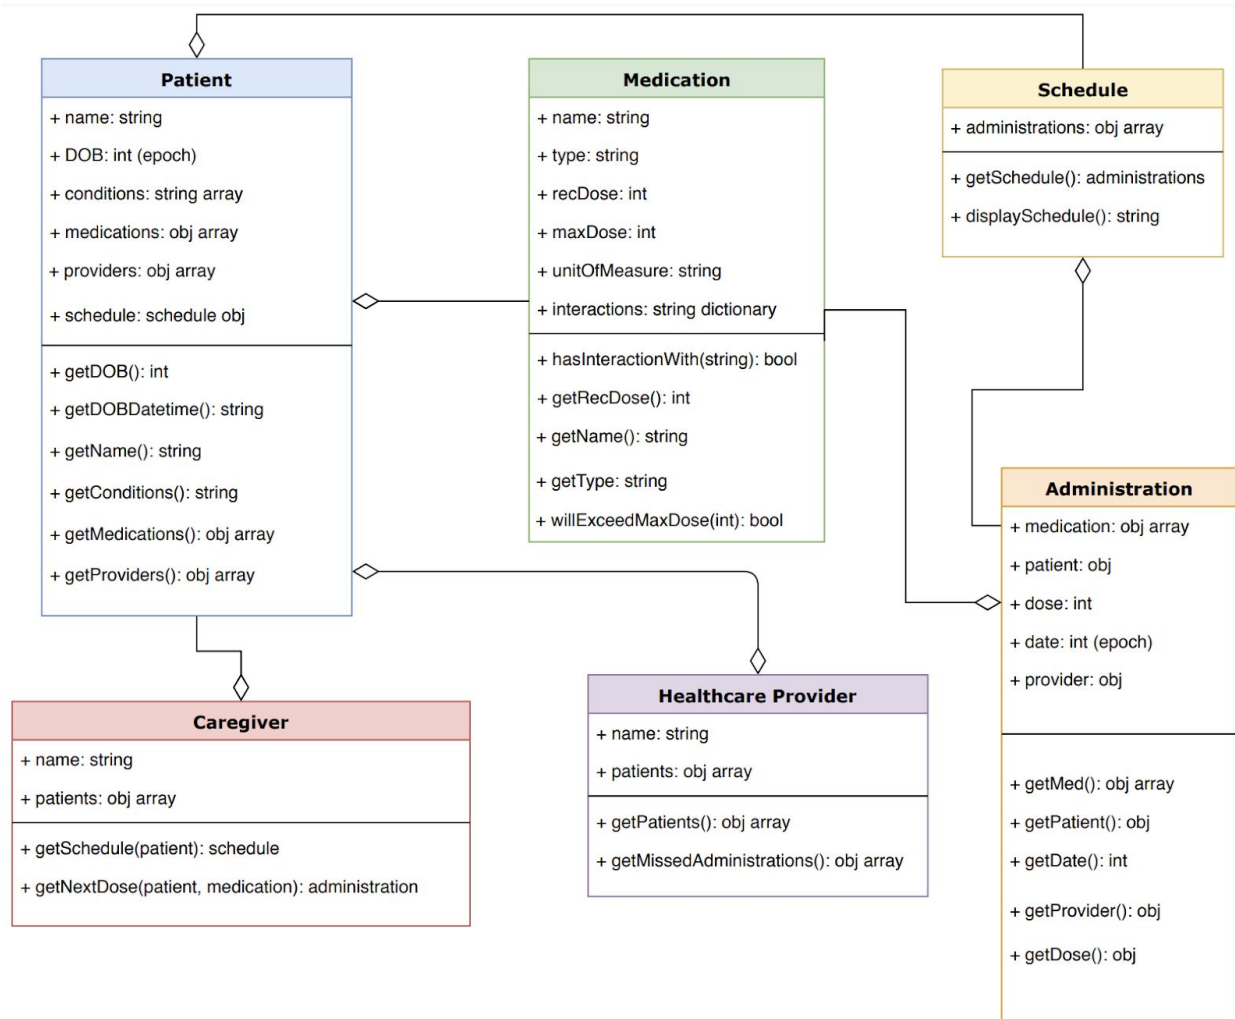 Patient
+ name: string
+ DOB: int (epoch)
+ conditions: string array
+ medications: obj array
+ providers: obj array
+ schedule: schedule obj
+ getDOB(): int
+ getDOBDatetime(): string
+ getName(): string
+ getConditions(): string
+ getMedications(): obj array
+ getProviders(): obj array
Medication
+ name: string
+ type: string
+ recDose: int
+ maxDose: int
+ unitOfMeasure: string
+ interactions: string dictionary
+ hasInteractionWith(string): bool
+ getRecDose(): int
+ getName(): string
+ getType: string
+ willExceedMaxDose(int): bool
Schedule
+ administrations: obj array
+ getSchedule(): administrations
+ displaySchedule(): string
Administration
+ medication: obj array
+ patient: obj
+ dose: int
+ date: int (epoch)
+ provider: obj
+ getMed(): obj array
+ getPatient(): obj
+ getDate(): int
+ getProvider(): obj
+ getDose(): obj
Caregiver
+ name: string
+ patients: obj array
+ getSchedule(patient): schedule
+ getNextDose(patient, medication): administration
Healthcare Provider
+ name: string
+ patients: obj array
+ getPatients(): obj array
+ getMissedAdministrations(): obj array